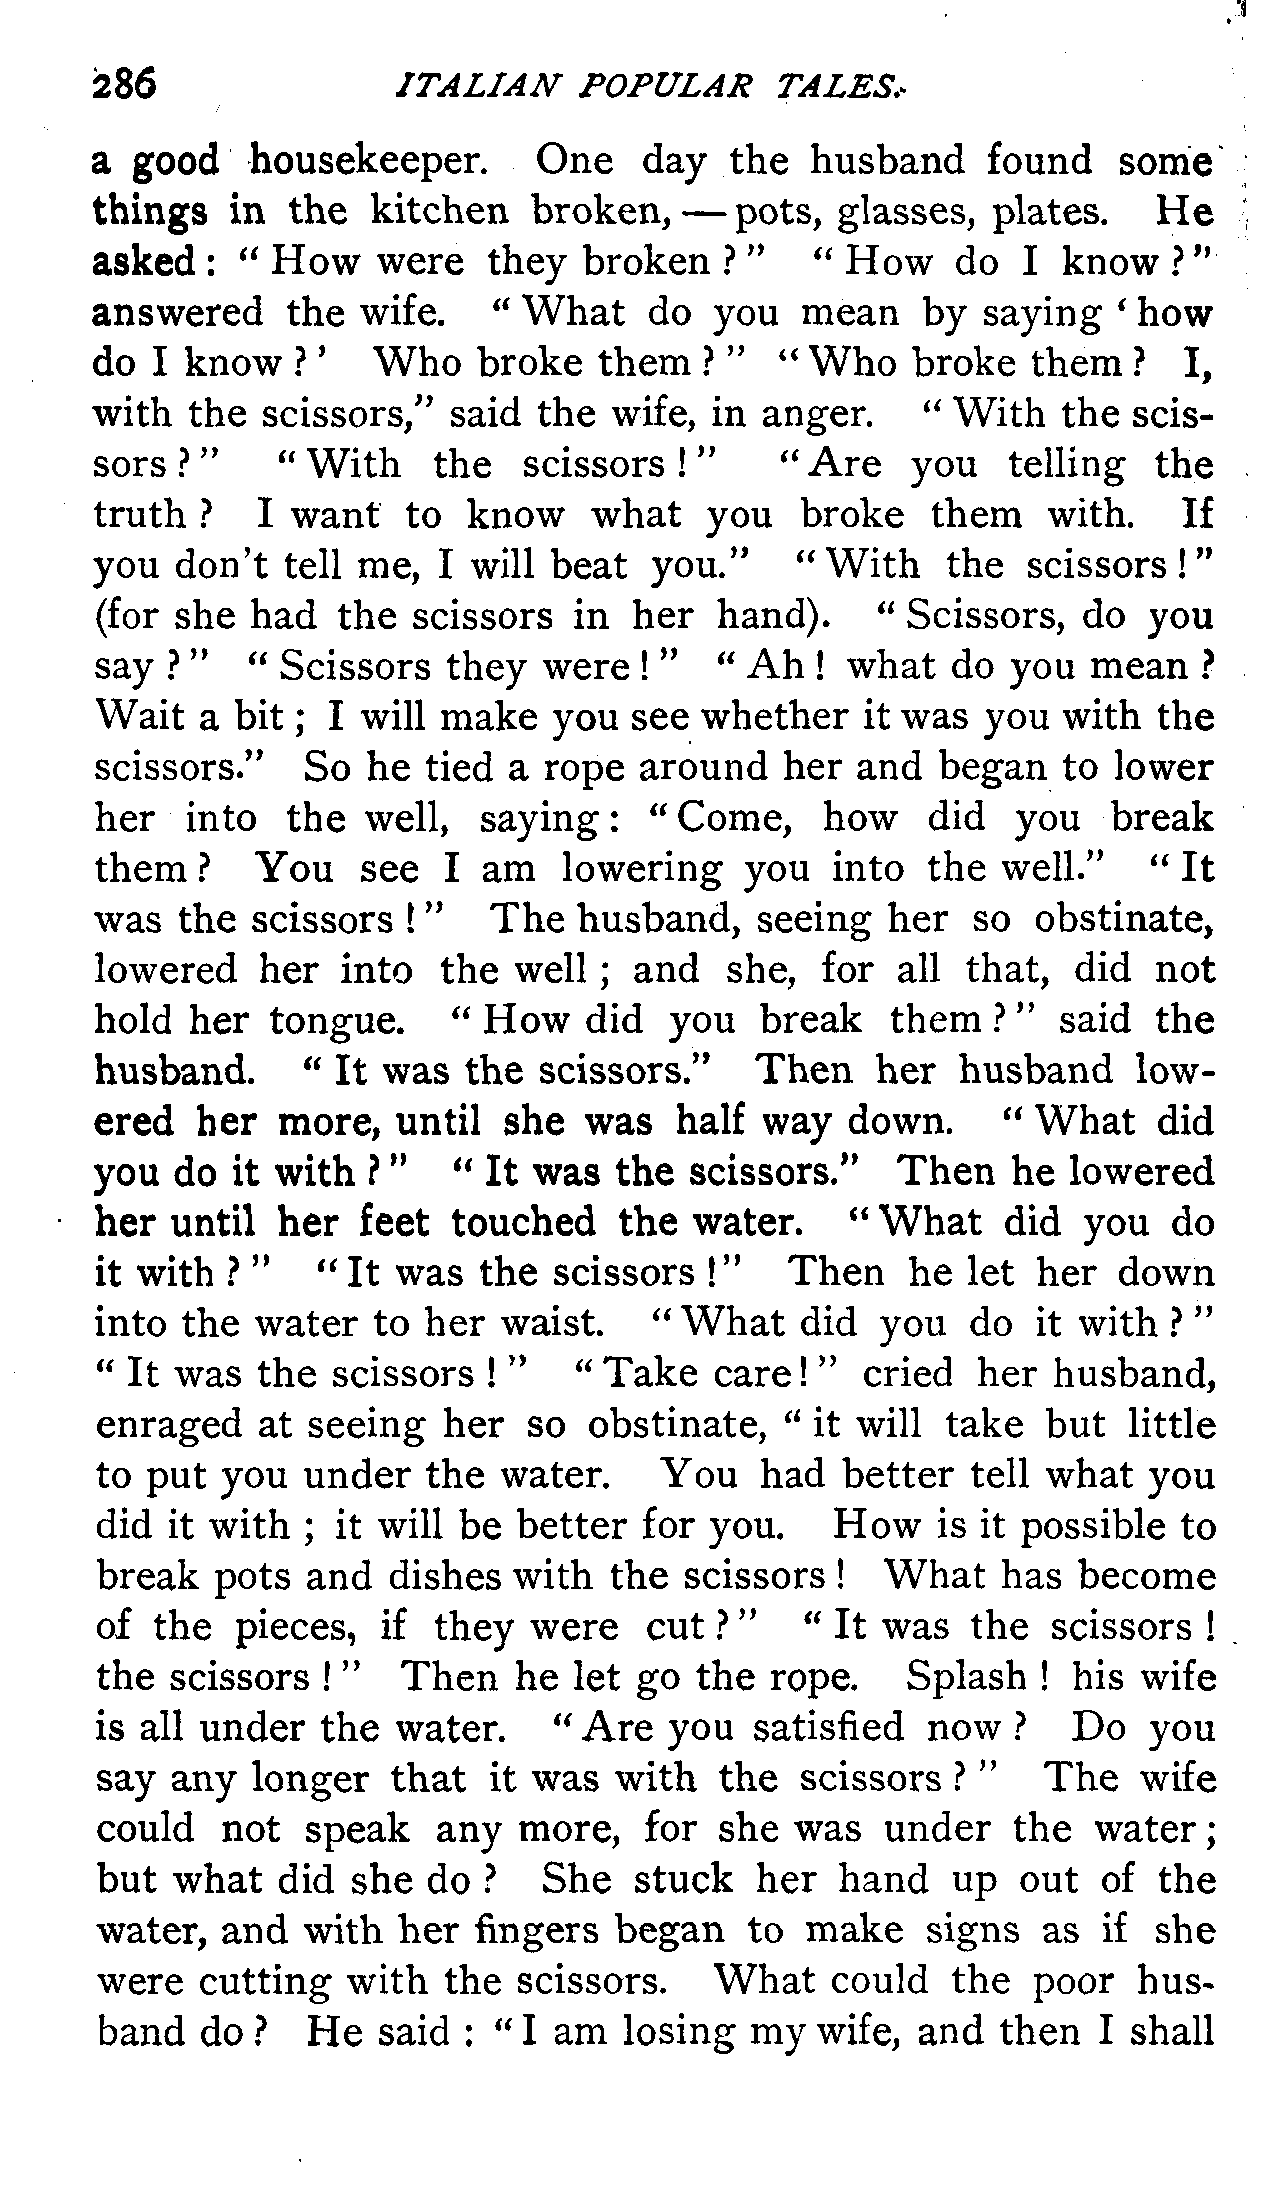 286 ITALIAN POPULAR TALES.
a good housekeeper. One day the husband found some
things in the kitchen broken, — pots, glasses, plates. He
asked : " How were they broken ? " " How do I know ? "
answered the wife. " What do you mean by saying ' how
do I know ? ' Who broke them ? " " Who broke them ? I,
with the scissors," said the wife, in anger. " With the scis-
sors ? " " With the scissors ! " " Are you telling the
truth ? I want to know what you broke them with. If
you don't tell me, I will beat you." " With the scissors ! "
(for she had the scissors in her hand). " Scissors, do you
say ? " " Scissors they were ! " " Ah ! what do you mean ?
Wait a bit ; I will make you see whether it was you with the
scissors." So he tied a rope around her and began to lower
her into the well, saying : " Come, how did you break
them ? You see I am lowering you into the well." " It
was the scissors ! " The husband, seeing her so obstinate,
lowered her into the well ; and she, for all that, did not
hold her tongue. " How did you break them ? " said the
husband. " It was the scissors." Then her husband low-
ered her more, until she was half way down. " What did
you do it with ? " " It was the scissors." Then he lowered
her until her feet touched the water. " What did you do
it with ? " " It was the scissors ! " Then he let her down
into the water to her waist. " What did you do it with ? "
" It was the scissors ! " " Take care ! " cried her husband,
enraged at seeing her so obstinate, " it will take but little
to put you under the water. You had better tell what you
did it with ; it will be better for you. How is it possible to
break pots and dishes with the scissors ! What has become
of the pieces, if they were cut ? " " It was the scissors !
the scissors ! " Then he let go the rope. Splash ! his wife
is all under the water. " Are you satisfied now ? Do you
say any longer that it was with the scissors ? " The wife
could not speak any more, for she was under the water ;
but what did she do ? She stuck her hand up out of the
water, and with her fingers began to make signs as if she
were cutting with the scissors. What could the poor hus-
band do ? He said : " I am losing my wife, and then I shall